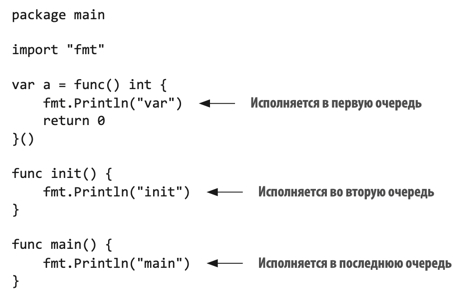 package main
import "fmt"
var a = func() int {
fmt.Println("var") Исполняется в первую очередь
return 0
}()
func init() {
fmt.Println("init") Исполняется во вторую очередь
}
func main() {
fmt.Println("main") Исполняется в последнюю очередь
}